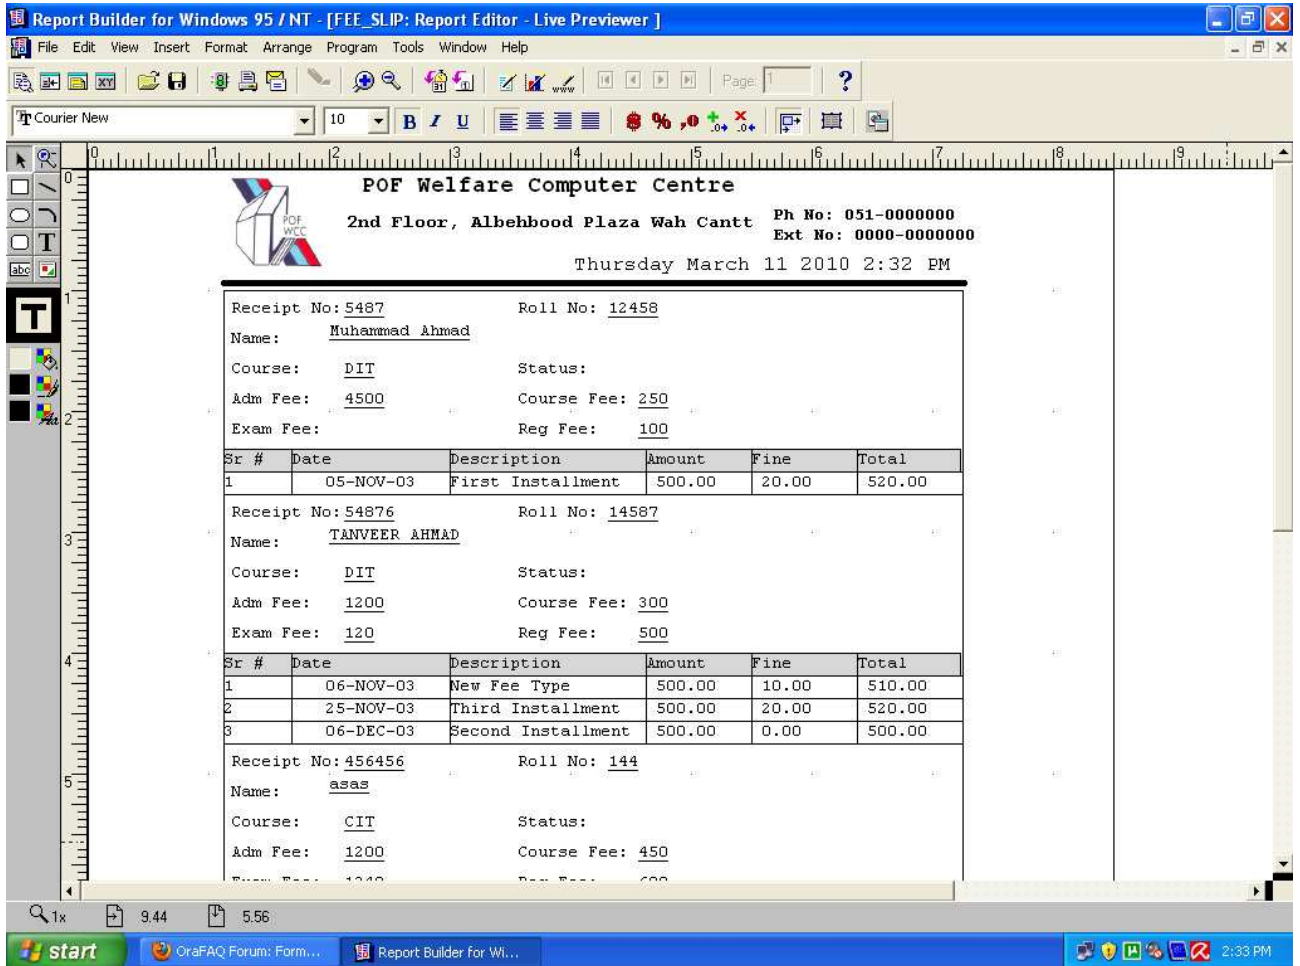 Report Builder for Windows 95 / NT - [FEE_SLIP: Report Editor - Live Previewer ]
File Edit View Insert Format Arrange Program Tools Window Help
Page: 1
Courier New 10 B I U
0 1 2 3 4 5 6 7 8 9
POF Welfare Computer Centre
POF WCC
2nd Floor, Albehbood Plaza Wah Cantt
Ph No: 051-0000000
Ext No: 0000-0000000
Thursday March 11 2010 2:32 PM
Receipt No: 5487 Roll No: 12458
Name: Muhammad Ahmad
Course: DIT Status:
Adm Fee: 4500 Course Fee: 250
Exam Fee: Reg Fee: 100
Sr # Date Description Amount Fine Total
1 05-NOV-03 First Installment 500.00 20.00 520.00
Receipt No: 54876 Roll No: 14587
Name: TANVEER AHMAD
Course: DIT Status:
Adm Fee: 1200 Course Fee: 300
Exam Fee: 120 Reg Fee: 500
Sr # Date Description Amount Fine Total
1 06-NOV-03 New Fee Type 500.00 10.00 510.00
2 25-NOV-03 Third Installment 500.00 20.00 520.00
3 06-DEC-03 Second Installment 500.00 0.00 500.00
Receipt No: 456456 Roll No: 144
Name: asas
Course: CIT Status:
Adm Fee: 1200 Course Fee: 450
1x 9.44 5.56
start OraFAQ Forum: Form... Report Builder for Wi... 2:33 PM